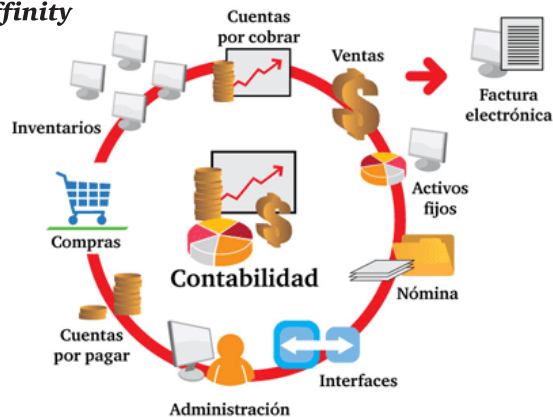 ffinity
Cuentas
por cobrar
Ventas
Factura
electrónica
Inventarios
Activos
fijos
Compras
Contabilidad
Nómina
Cuentas
por pagar
Interfaces
Administración